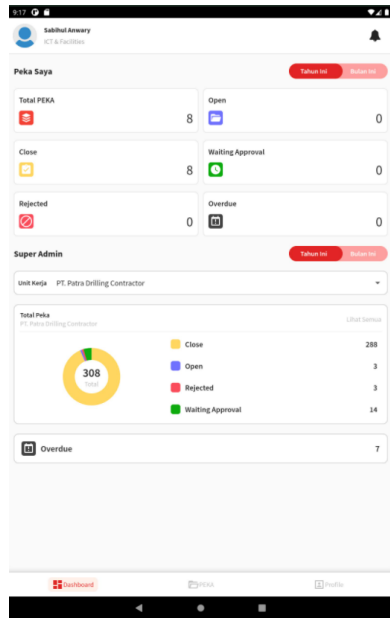 9:17
Sabihul Anwary
ICT & Facilities
Peka Saya
Tahun Ini Bulan Ini
Total PEKA
8
Open
0
Close
8
Waiting Approval
0
Rejected
0
Overdue
0
Super Admin
Tahun Ini Bulan Ini
Unit Kerja PT. Patra Drilling Contractor
Total Peka
PT. Patra Drilling Contractor
Lihat Semua
308
Total
Close 288
Open 3
Rejected 3
Waiting Approval 14
Overdue 7
Dashboard PEKA Profile